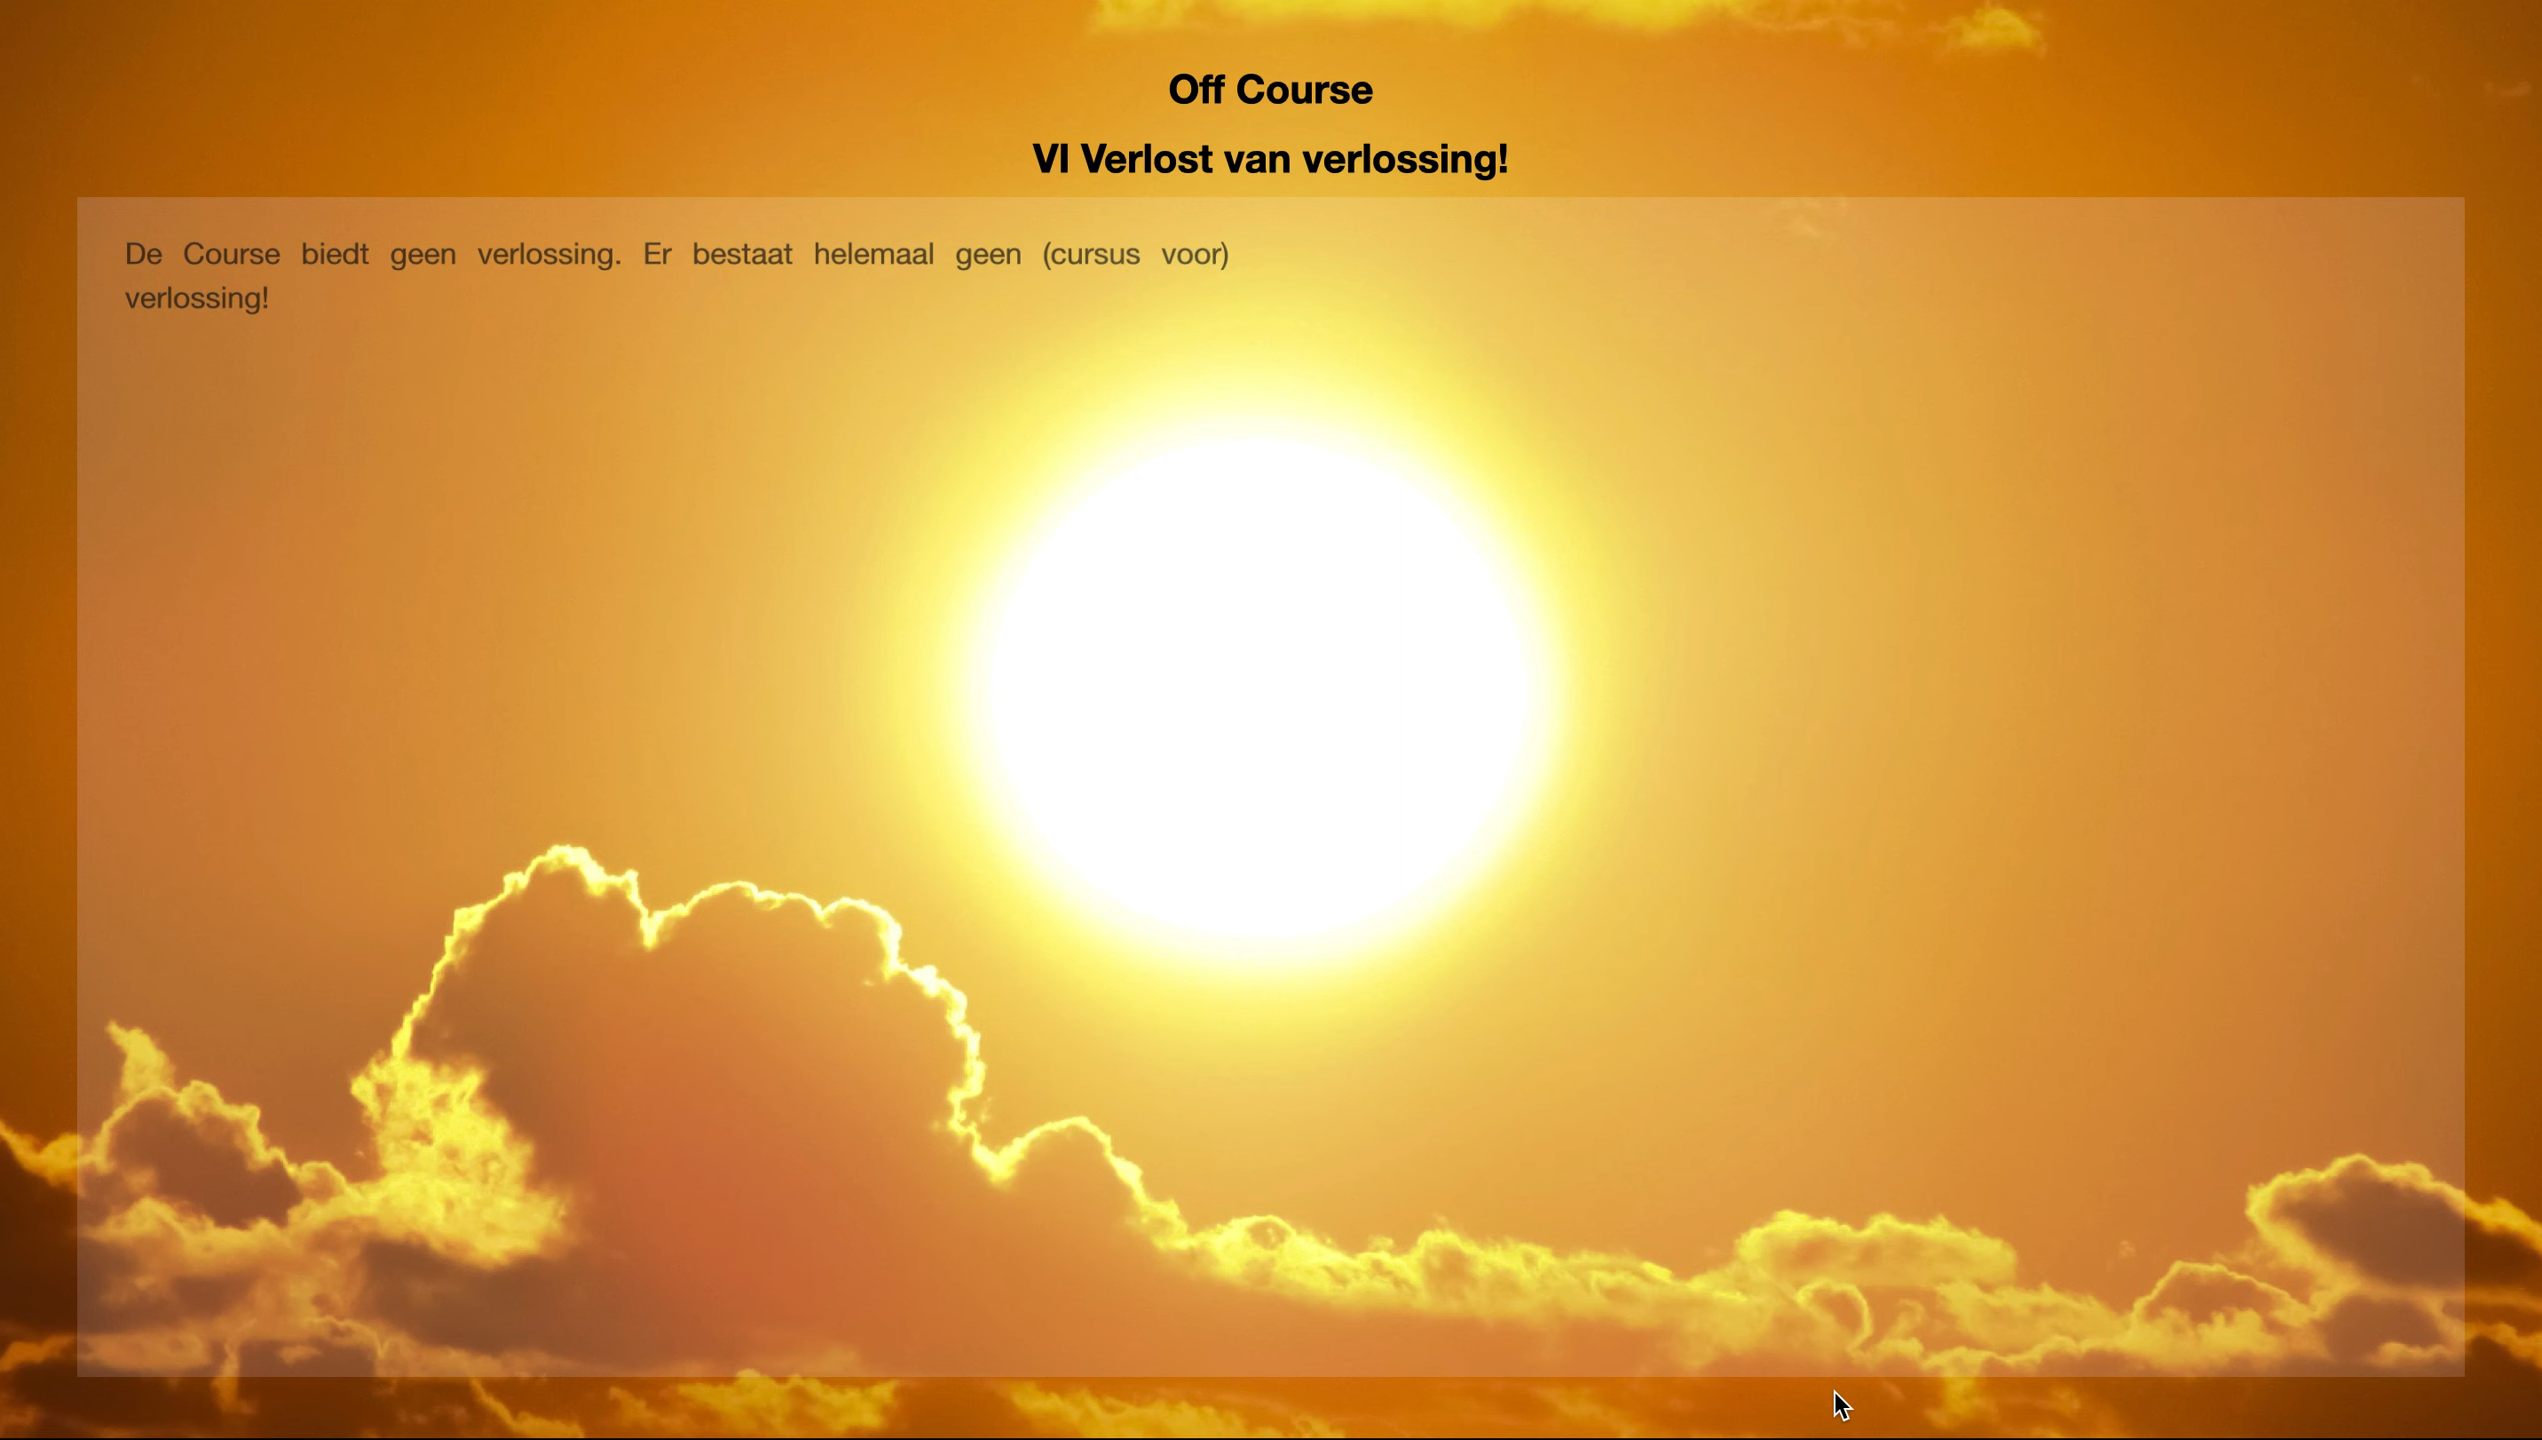 Off Course
VI Verlost van verlossing!
De Course biedt geen verlossing. Er bestaat helemaal geen (cursus voor)
verlossing!